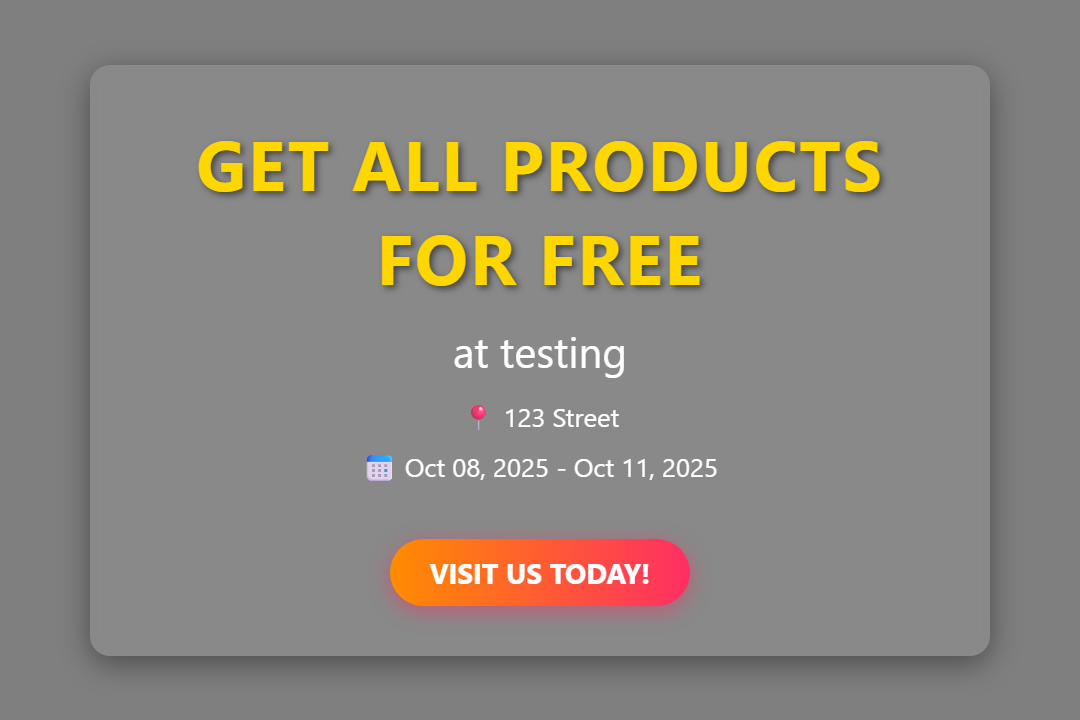 GET ALL PRODUCTS
FOR FREE
at testing
123 Street
Oct 08, 2025 - Oct 11, 2025
VISIT US TODAY!